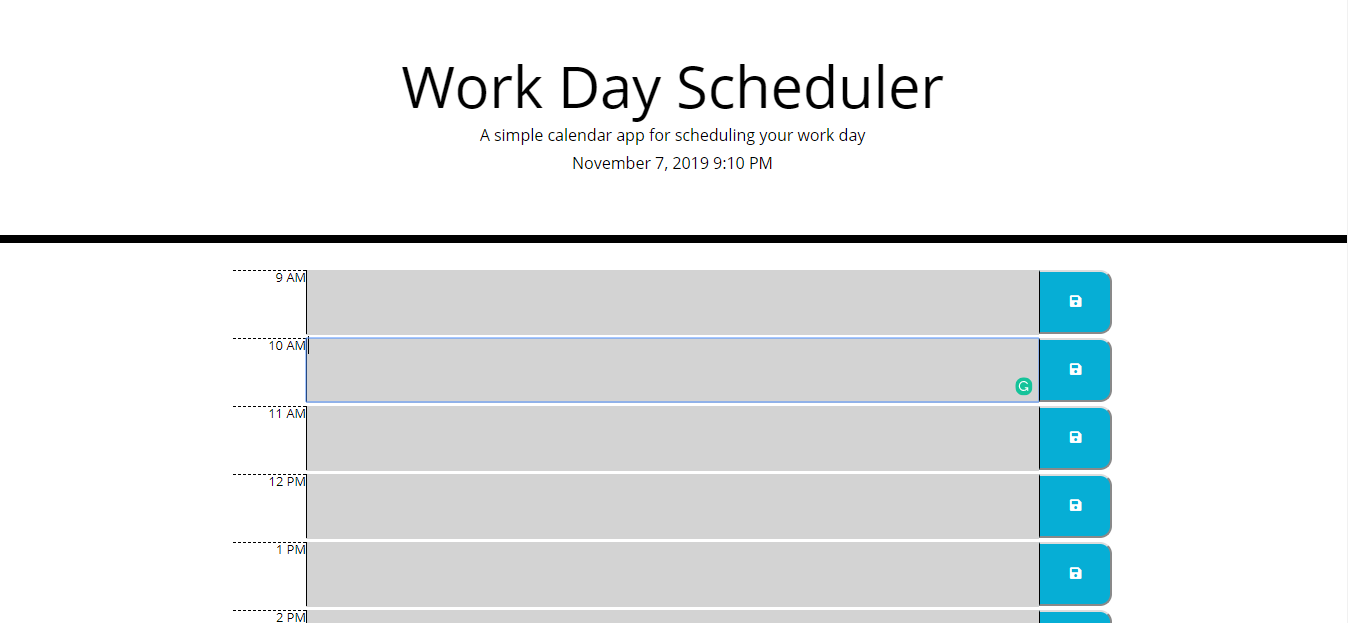 Work Day Scheduler
A simple calendar app for scheduling your work day
November 7, 2019 9:10 PM
9 AM
10 AM
11 AM
12 PM
1 PM
2 PM